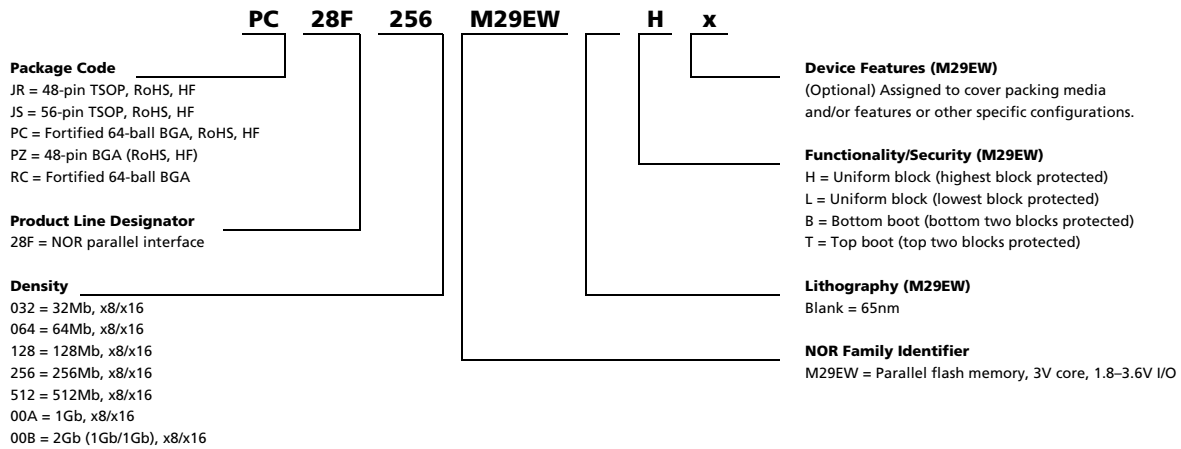 PC 28F 256 M29EW H x
Package Code
JR = 48-pin TSOP, RoHS, HF
JS = 56-pin TSOP, RoHS, HF
PC = Fortified 64-ball BGA, RoHS, HF
PZ = 48-pin BGA (RoHS, HF)
RC = Fortified 64-ball BGA
Product Line Designator
28F = NOR parallel interface
Density
032 = 32Mb, x8/x16
064 = 64Mb, x8/x16
128 = 128Mb, x8/x16
256 = 256Mb, x8/x16
512 = 512Mb, x8/x16
00A = 1Gb, x8/x16
00B = 2Gb (1Gb/1Gb), x8/x16
Device Features (M29EW)
(Optional) Assigned to cover packing media
and/or features or other specific configurations.
Functionality/Security (M29EW)
H = Uniform block (highest block protected)
L = Uniform block (lowest block protected)
B = Bottom boot (bottom two blocks protected)
T = Top boot (top two blocks protected)
Lithography (M29EW)
Blank = 65nm
NOR Family Identifier
M29EW = Parallel flash memory, 3V core, 1.8–3.6V I/O